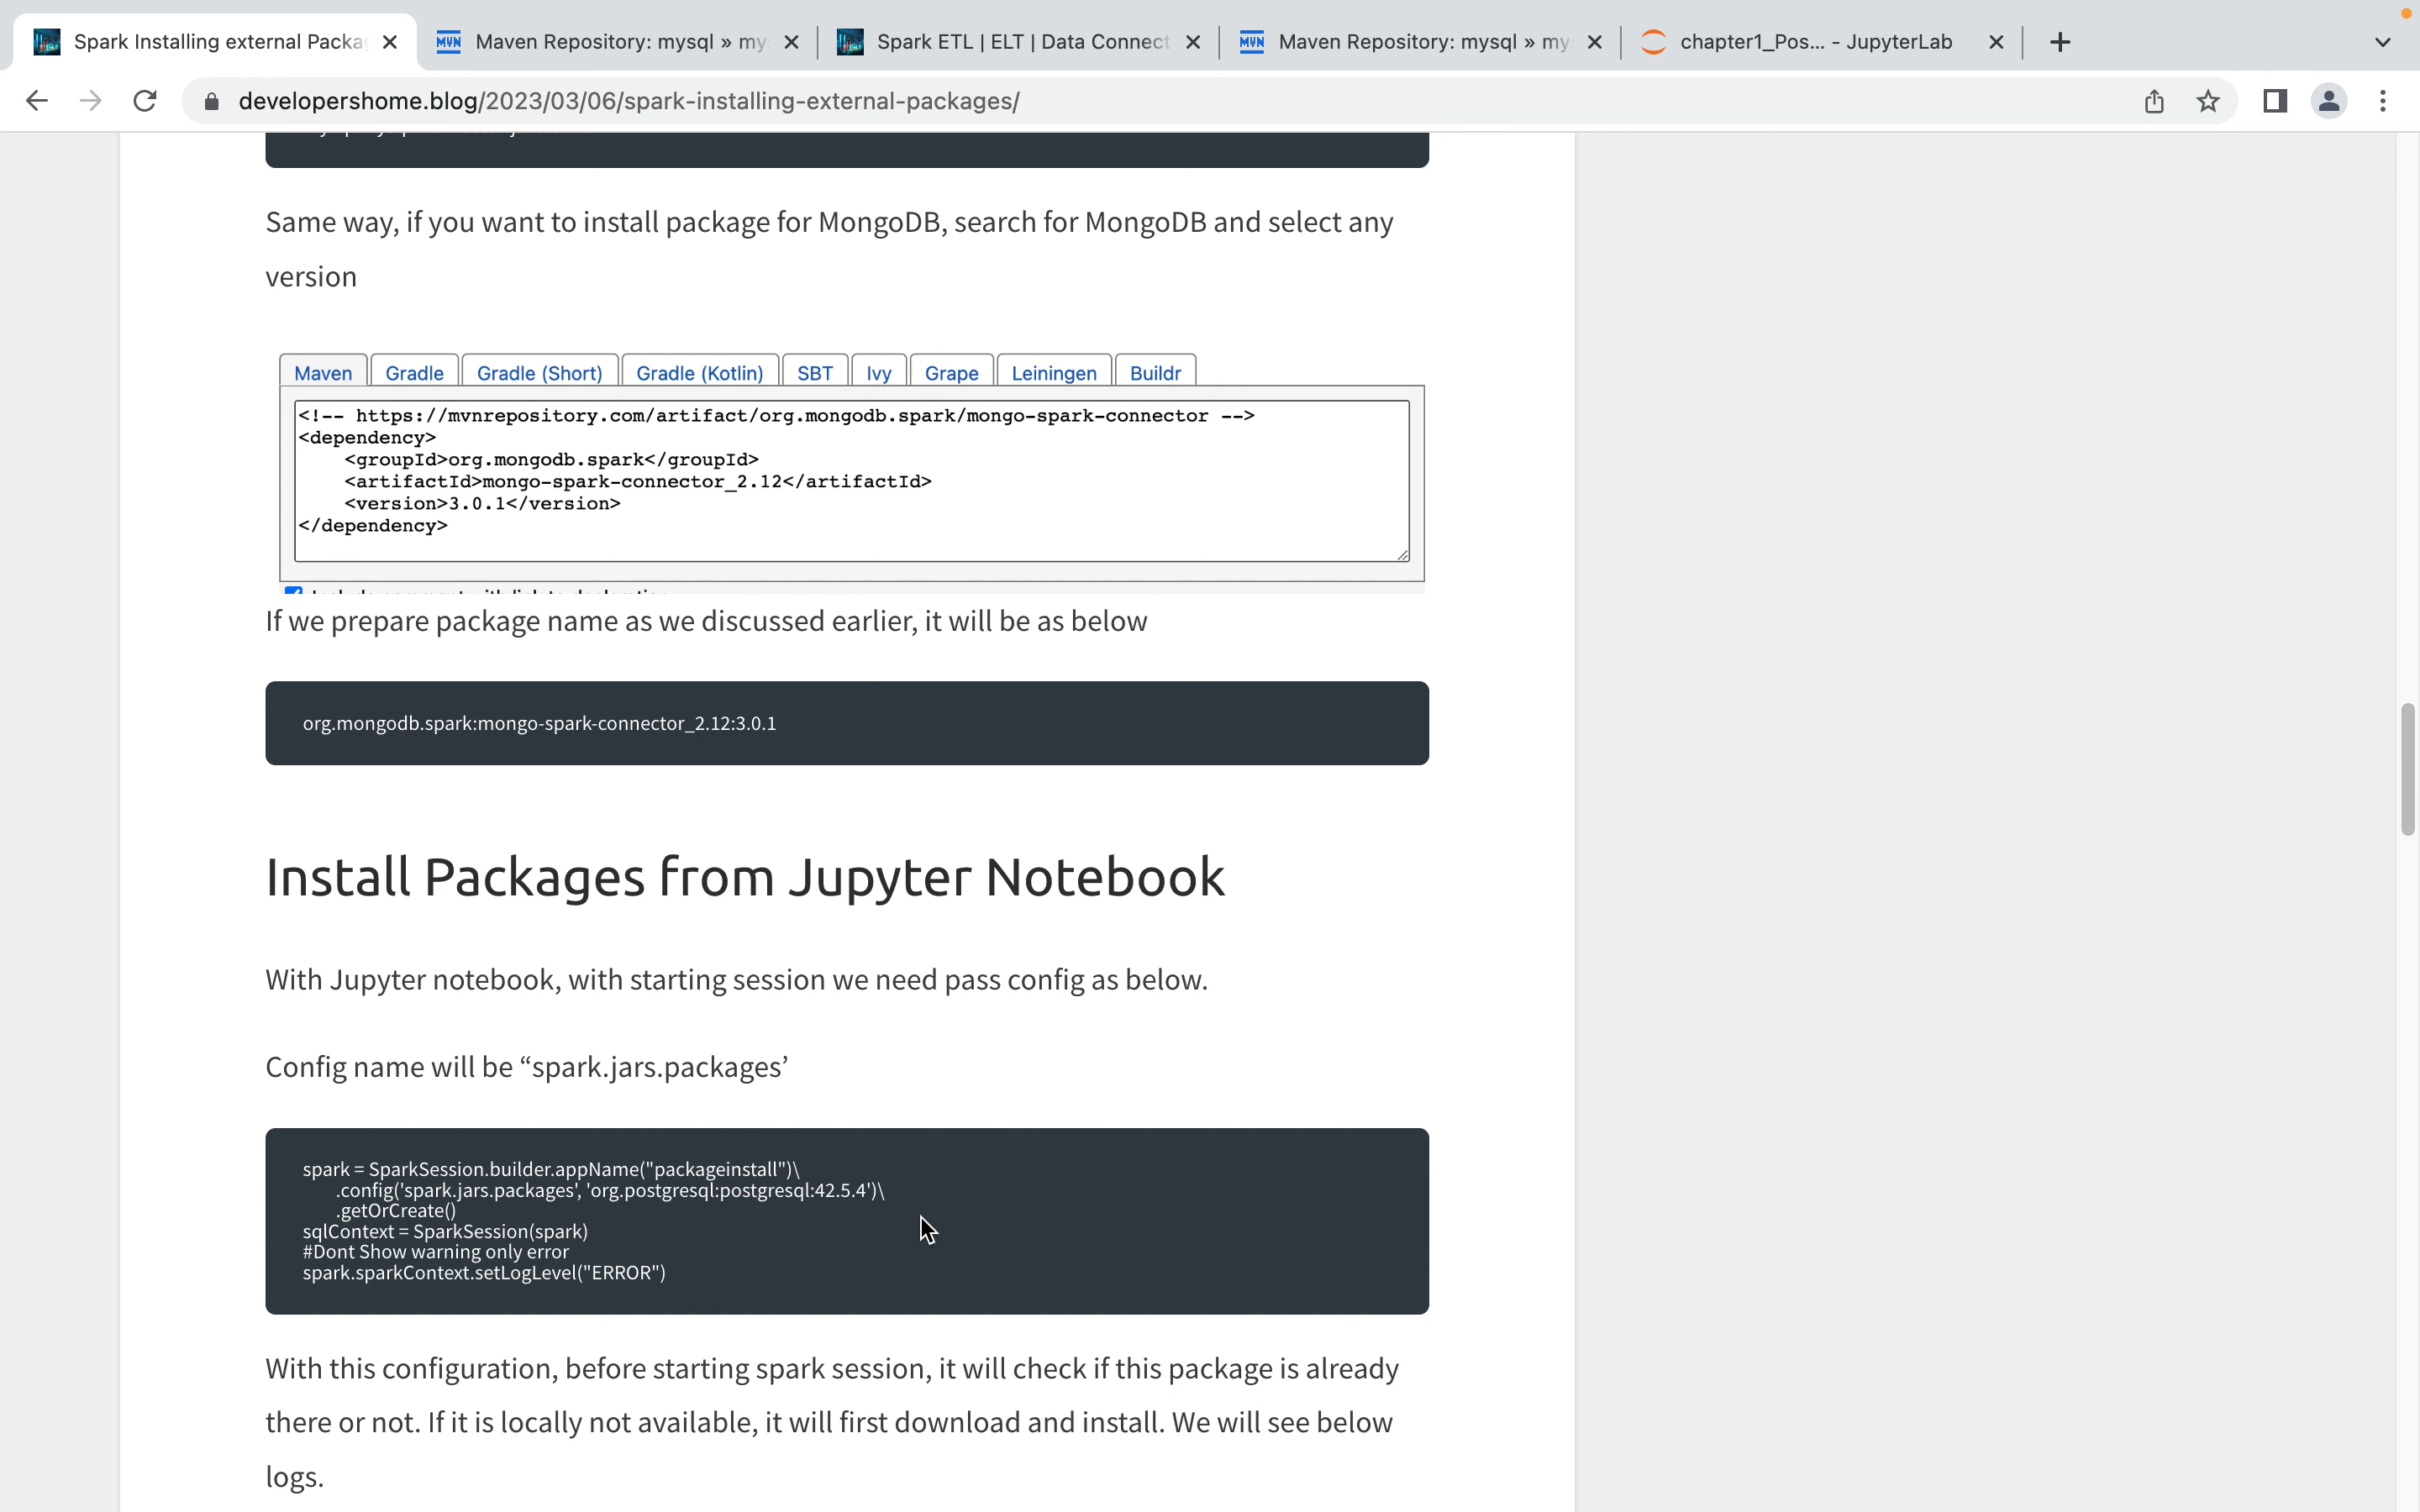 Spark Installing external Packa
Maven Repository: mysql » my
Spark ETL | ELT | Data Connect
Maven Repository: mysql » my
chapter1_Pos... - JupyterLab
developershome.blog/2023/03/06/spark-installing-external-packages/
Same way, if you want to install package for MongoDB, search for MongoDB and select any
version
Maven Gradle Gradle (Short) Gradle (Kotlin) SBT Ivy Grape Leiningen Buildr
<!-- https://mvnrepository.com/artifact/org.mongodb.spark/mongo-spark-connector -->
<dependency>
    <groupId>org.mongodb.spark</groupId>
    <artifactId>mongo-spark-connector_2.12</artifactId>
    <version>3.0.1</version>
</dependency>
If we prepare package name as we discussed earlier, it will be as below
org.mongodb.spark:mongo-spark-connector_2.12:3.0.1
Install Packages from Jupyter Notebook
With Jupyter notebook, with starting session we need pass config as below.
Config name will be “spark.jars.packages’
spark = SparkSession.builder.appName("packageinstall")\
.config('spark.jars.packages', 'org.postgresql:postgresql:42.5.4')\
.getOrCreate()
sqlContext = SparkSession(spark)
#Dont Show warning only error
spark.sparkContext.setLogLevel("ERROR")
With this configuration, before starting spark session, it will check if this package is already
there or not. If it is locally not available, it will first download and install. We will see below
logs.